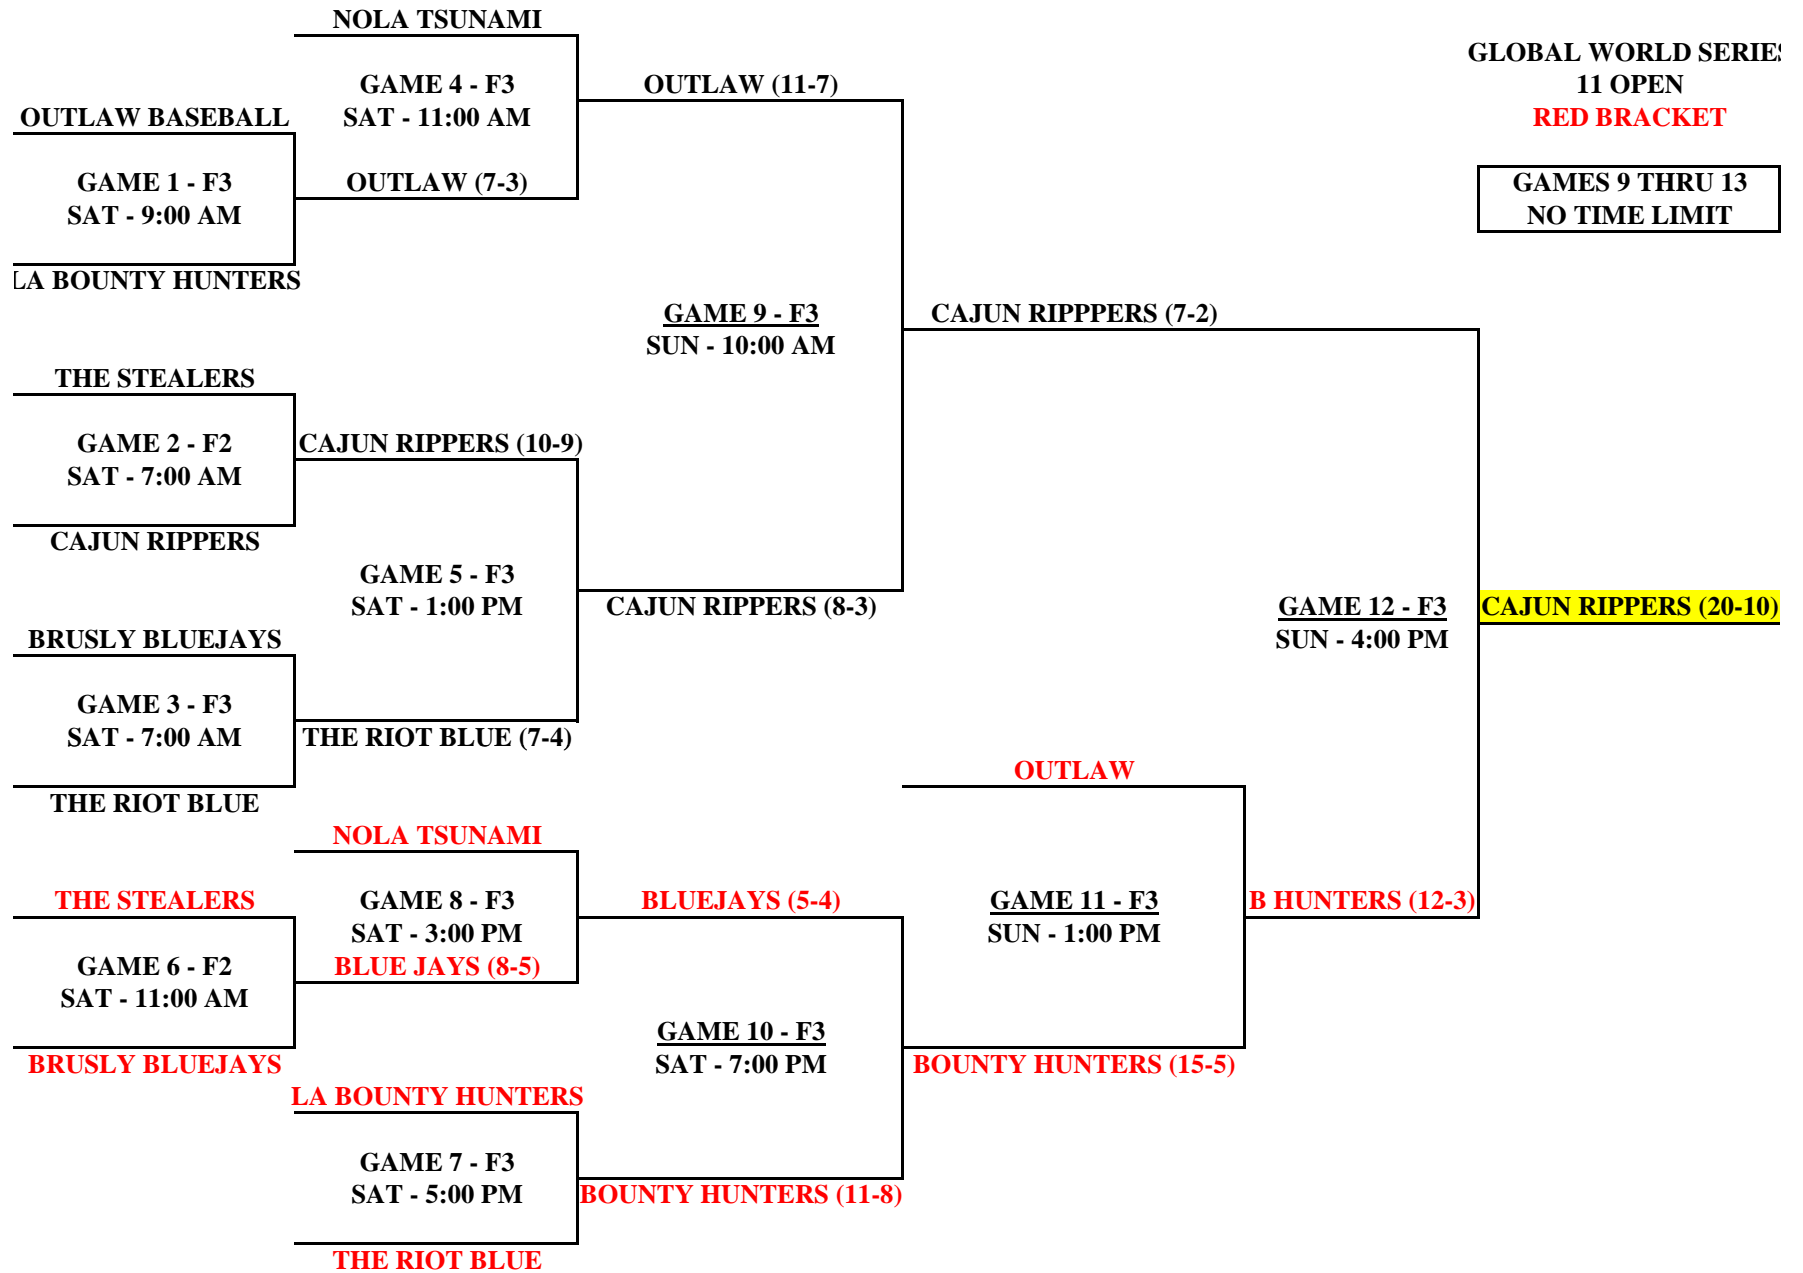 NOLA TSUNAMI
GLOBAL WORLD SERIES
11 OPEN
RED BRACKET
GAME 4 - F3
SAT - 11:00 AM
OUTLAW (11-7)
OUTLAW BASEBALL
GAME 1 - F3
SAT - 9:00 AM
OUTLAW (7-3)
GAMES 9 THRU 13
NO TIME LIMIT
LA BOUNTY HUNTERS
GAME 9 - F3
SUN - 10:00 AM
CAJUN RIPPPERS (7-2)
THE STEALERS
GAME 2 - F2
SAT - 7:00 AM
CAJUN RIPPERS (10-9)
CAJUN RIPPERS
GAME 5 - F3
SAT - 1:00 PM
CAJUN RIPPERS (8-3)
GAME 12 - F3
SUN - 4:00 PM
CAJUN RIPPERS (20-10)
BRUSLY BLUEJAYS
GAME 3 - F3
SAT - 7:00 AM
THE RIOT BLUE (7-4)
THE RIOT BLUE
OUTLAW
NOLA TSUNAMI
THE STEALERS
GAME 8 - F3
SAT - 3:00 PM
BLUEJAYS (5-4)
GAME 11 - F3
SUN - 1:00 PM
B HUNTERS (12-3)
GAME 6 - F2
SAT - 11:00 AM
BLUE JAYS (8-5)
BRUSLY BLUEJAYS
GAME 10 - F3
SAT - 7:00 PM
BOUNTY HUNTERS (15-5)
LA BOUNTY HUNTERS
GAME 7 - F3
SAT - 5:00 PM
BOUNTY HUNTERS (11-8)
THE RIOT BLUE